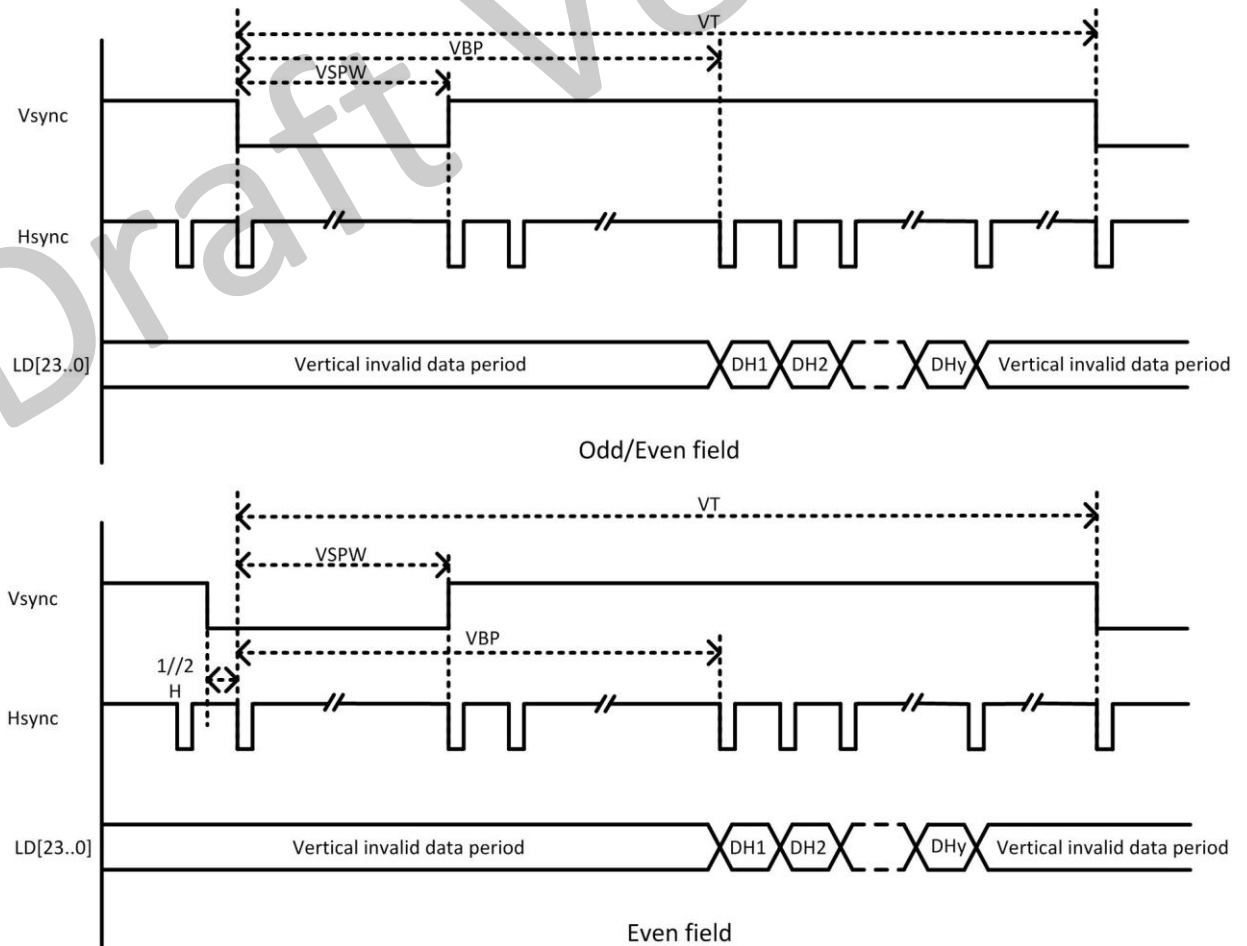 Draft Ve
VT
VBP
VSPW
Vsync
Hsync
LD[23..0] Vertical invalid data period DH1 DH2 DHy Vertical invalid data period
Odd/Even field
VT
VSPW
Vsync
VBP
1//2
H
Hsync
LD[23..0] Vertical invalid data period DH1 DH2 DHy Vertical invalid data period
Even field